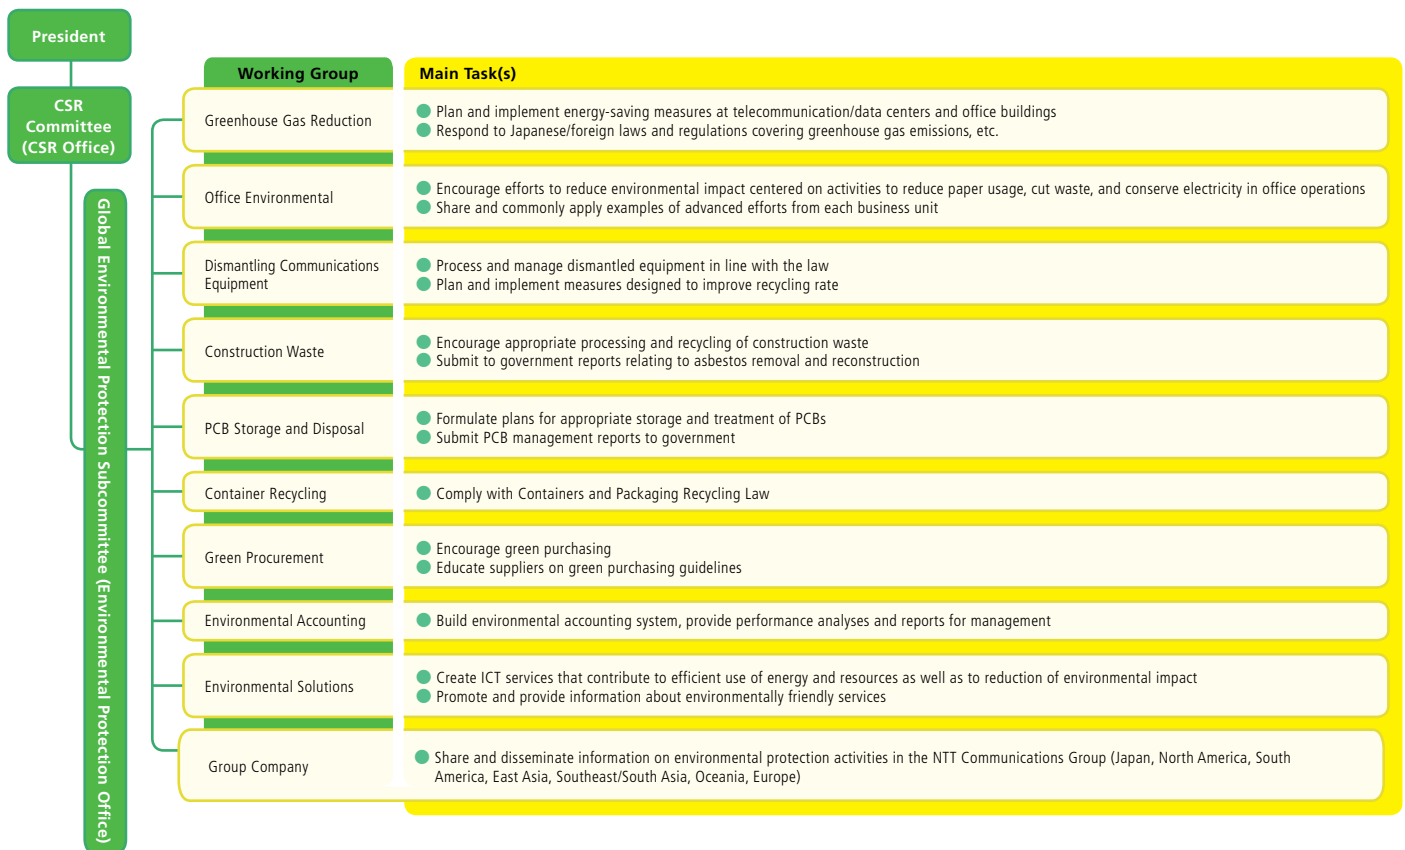 President
CSR
Committee
(CSR Office)
Global Environmental Protection Subcommittee (Environmental Protection Office)
Working Group
Main Task(s)
Greenhouse Gas Reduction
Plan and implement energy-saving measures at telecommunication/data centers and office buildings
Respond to Japanese/foreign laws and regulations covering greenhouse gas emissions, etc.
Office Environmental
Encourage efforts to reduce environmental impact centered on activities to reduce paper usage, cut waste, and conserve electricity in office operations
Share and commonly apply examples of advanced efforts from each business unit
Dismantling Communications
Equipment
Process and manage dismantled equipment in line with the law
Plan and implement measures designed to improve recycling rate
Construction Waste
Encourage appropriate processing and recycling of construction waste
Submit to government reports relating to asbestos removal and reconstruction
PCB Storage and Disposal
Formulate plans for appropriate storage and treatment of PCBs
Submit PCB management reports to government
Container Recycling
Comply with Containers and Packaging Recycling Law
Green Procurement
Encourage green purchasing
Educate suppliers on green purchasing guidelines
Environmental Accounting
Build environmental accounting system, provide performance analyses and reports for management
Environmental Solutions
Create ICT services that contribute to efficient use of energy and resources as well as to reduction of environmental impact
Promote and provide information about environmentally friendly services
Group Company
Share and disseminate information on environmental protection activities in the NTT Communications Group (Japan, North America, South
America, East Asia, Southeast/South Asia, Oceania, Europe)